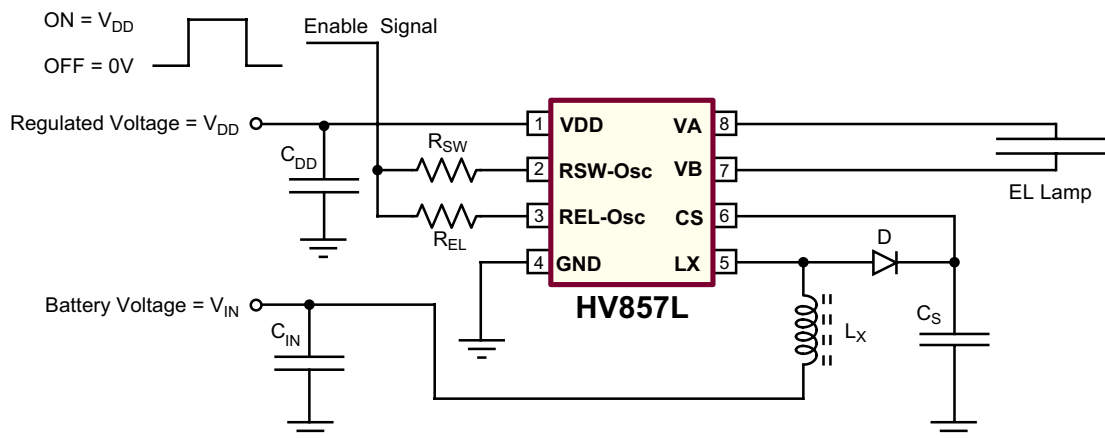 ON = VDD
OFF = 0V
Enable Signal
Regulated Voltage = VDD
CDD
RSW
REL
1 VDD
2 RSW-Osc
3 REL-Osc
4 GND
VA 8
VB 7
CS 6
LX 5
HV857L
EL Lamp
D
LX
CS
Battery Voltage = VIN
CIN